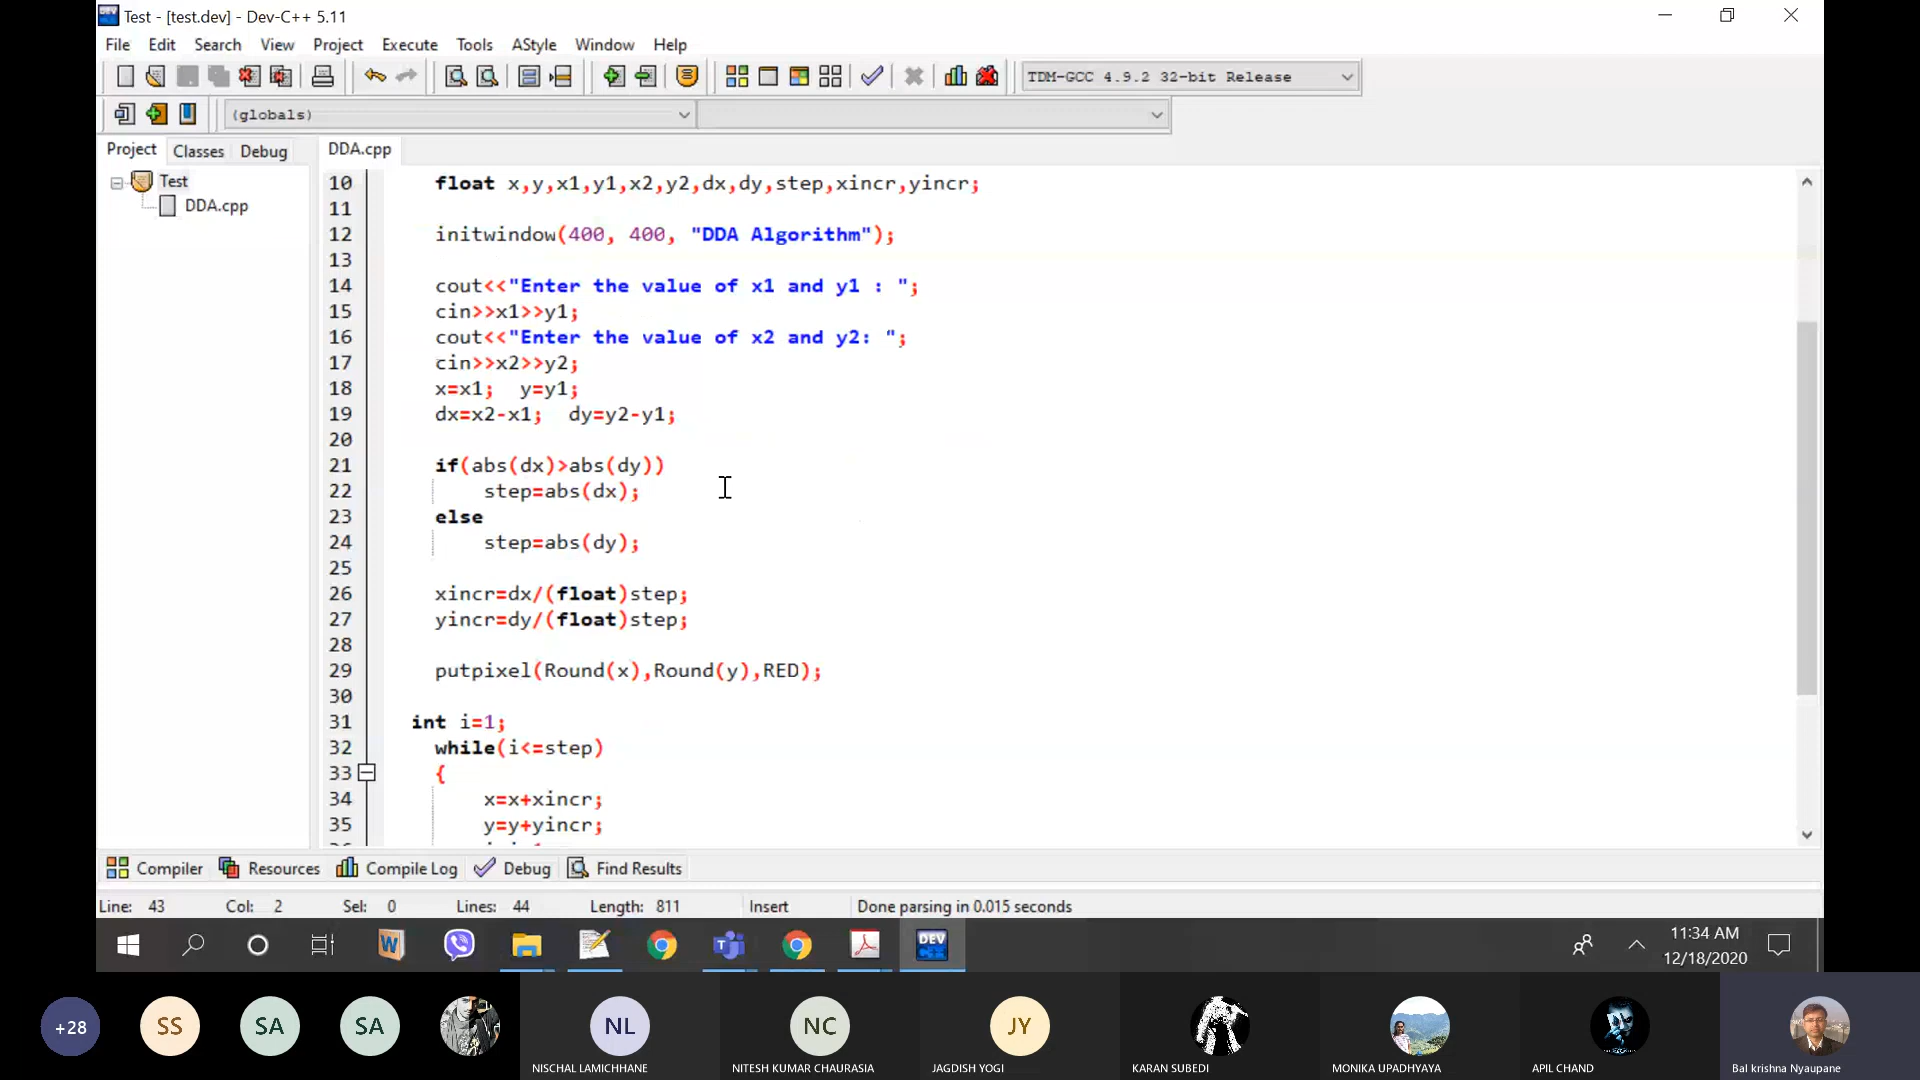 Test - [test.dev] - Dev-C++ 5.11
File Edit Search View Project Execute Tools AStyle Window Help
TDM-GCC 4.9.2 32-bit Release
(globals)
Project Classes Debug
DDA.cpp
Test
DDA.cpp
10 float x,y,x1,y1,x2,y2,dx,dy,step,xincr,yincr;
11
12 initwindow(400, 400, "DDA Algorithm");
13
14 cout<<"Enter the value of x1 and y1 : ";
15 cin>>x1>>y1;
16 cout<<"Enter the value of x2 and y2: ";
17 cin>>x2>>y2;
18 x=x1; y=y1;
19 dx=x2-x1; dy=y2-y1;
20
21 if(abs(dx)>abs(dy))
22 step=abs(dx);
23 else
24 step=abs(dy);
25
26 xincr=dx/(float)step;
27 yincr=dy/(float)step;
28
29 putpixel(Round(x),Round(y),RED);
30
31 int i=1;
32 while(i<=step)
33 {
34 x=x+xincr;
35 y=y+yincr;
Compiler Resources Compile Log Debug Find Results
Line: 43 Col: 2 Sel: 0 Lines: 44 Length: 811 Insert Done parsing in 0.015 seconds
W
DEV
11:34 AM
12/18/2020
+28 SS SA SA NL NC JY
NISCHAL LAMICHHANE NITESH KUMAR CHAURASIA JAGDISH YOGI KARAN SUBEDI MONIKA UPADHYAYA APIL CHAND Bal krishna Nyaupane